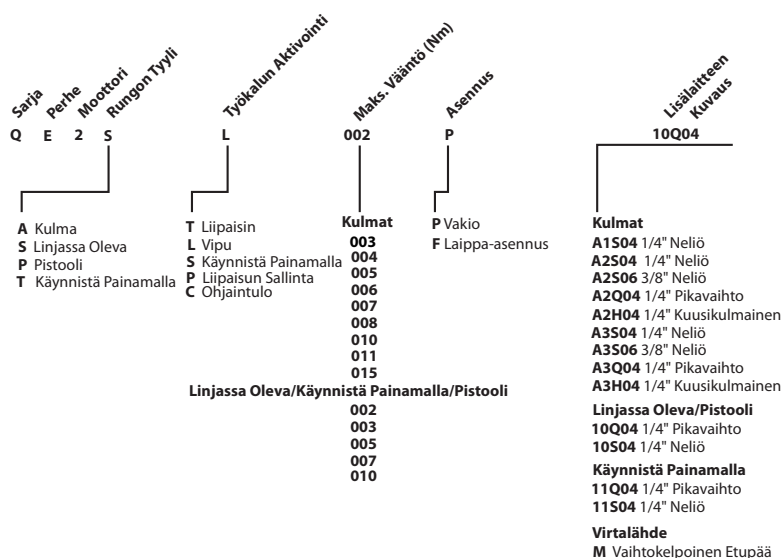 Sarja
Perhe
Moottori
Rungon Tyyli
Työkalun Aktivointi
Maks. Vääntö (Nm)
Asennus
Lisälaitteen
Kuvaus
Q E 2 S L 002 P 10Q04
A Kulma
S Linjassa Oleva
P Pistooli
T Käynnistä Painamalla
T Liipaisin
L Vipu
S Käynnistä Painamalla
P Liipaisun Sallinta
C Ohjaintulo
Kulmat
003
004
005
006
007
008
010
011
015
Linjassa Oleva/Käynnistä Painamalla/Pistooli
002
003
005
007
010
P Vakio
F Laippa-asennus
Kulmat
A1S04 1/4" Neliö
A2S04 1/4" Neliö
A2S06 3/8" Neliö
A2Q04 1/4" Pikavaihto
A2H04 1/4" Kuusikulmainen
A3S04 1/4" Neliö
A3S06 3/8" Neliö
A3Q04 1/4" Pikavaihto
A3H04 1/4" Kuusikulmainen
Linjassa Oleva/Pistooli
10Q04 1/4" Pikavaihto
10S04 1/4" Neliö
Käynnistä Painamalla
11Q04 1/4" Pikavaihto
11S04 1/4" Neliö
Virtalähde
M Vaihtokelpoinen Etupää